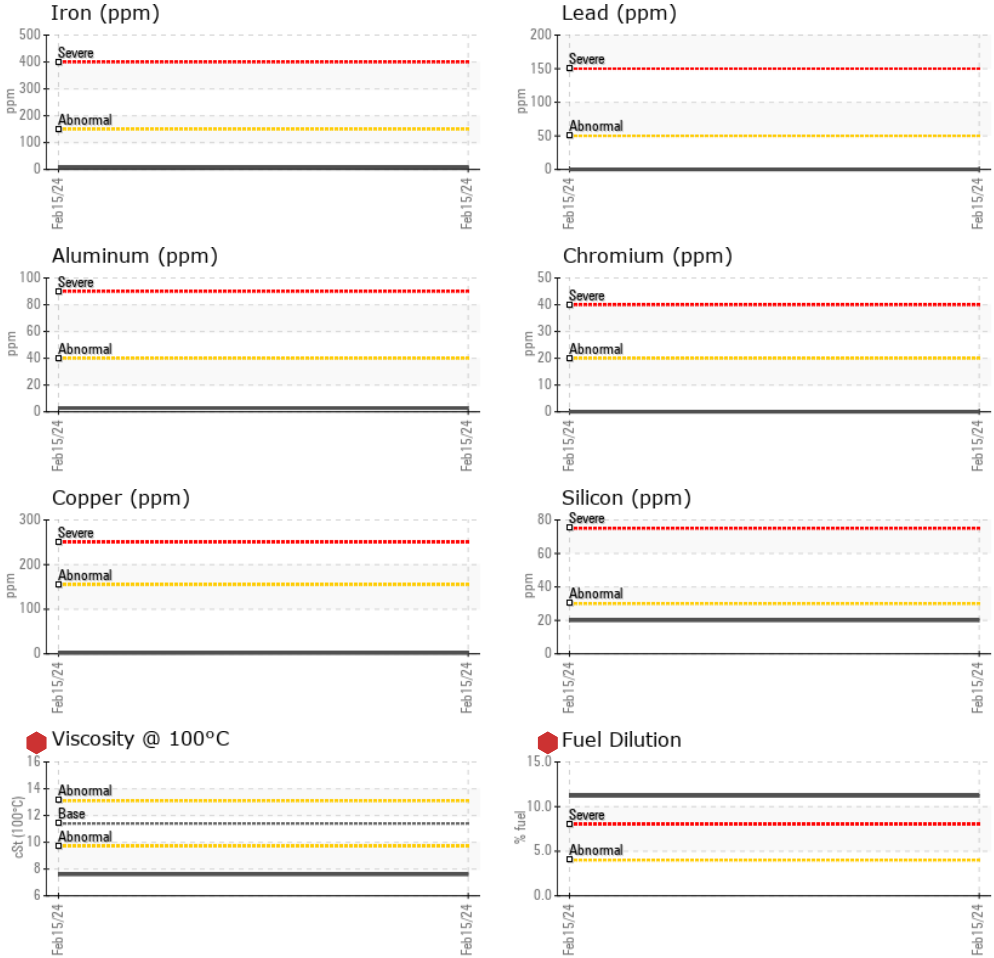 Iron (ppm)
500
400
300
200
100
0
ppm
Severe
Abnormal
Feb15/24
Feb15/24
Lead (ppm)
200
150
100
50
0
ppm
Severe
Abnormal
Feb15/24
Feb15/24
Aluminum (ppm)
100
80
60
40
20
0
ppm
Severe
Abnormal
Feb15/24
Feb15/24
Chromium (ppm)
50
40
30
20
10
0
ppm
Severe
Abnormal
Feb15/24
Feb15/24
Copper (ppm)
300
200
100
0
ppm
Severe
Abnormal
Feb15/24
Feb15/24
Silicon (ppm)
80
60
40
20
0
ppm
Severe
Abnormal
Feb15/24
Feb15/24
Viscosity @ 100°C
16
14
12
10
8
6
cSt (100°C)
Abnormal
Base
Abnormal
Feb15/24
Feb15/24
Fuel Dilution
15.0
10.0
5.0
0.0
% fuel
Severe
Abnormal
Feb15/24
Feb15/24